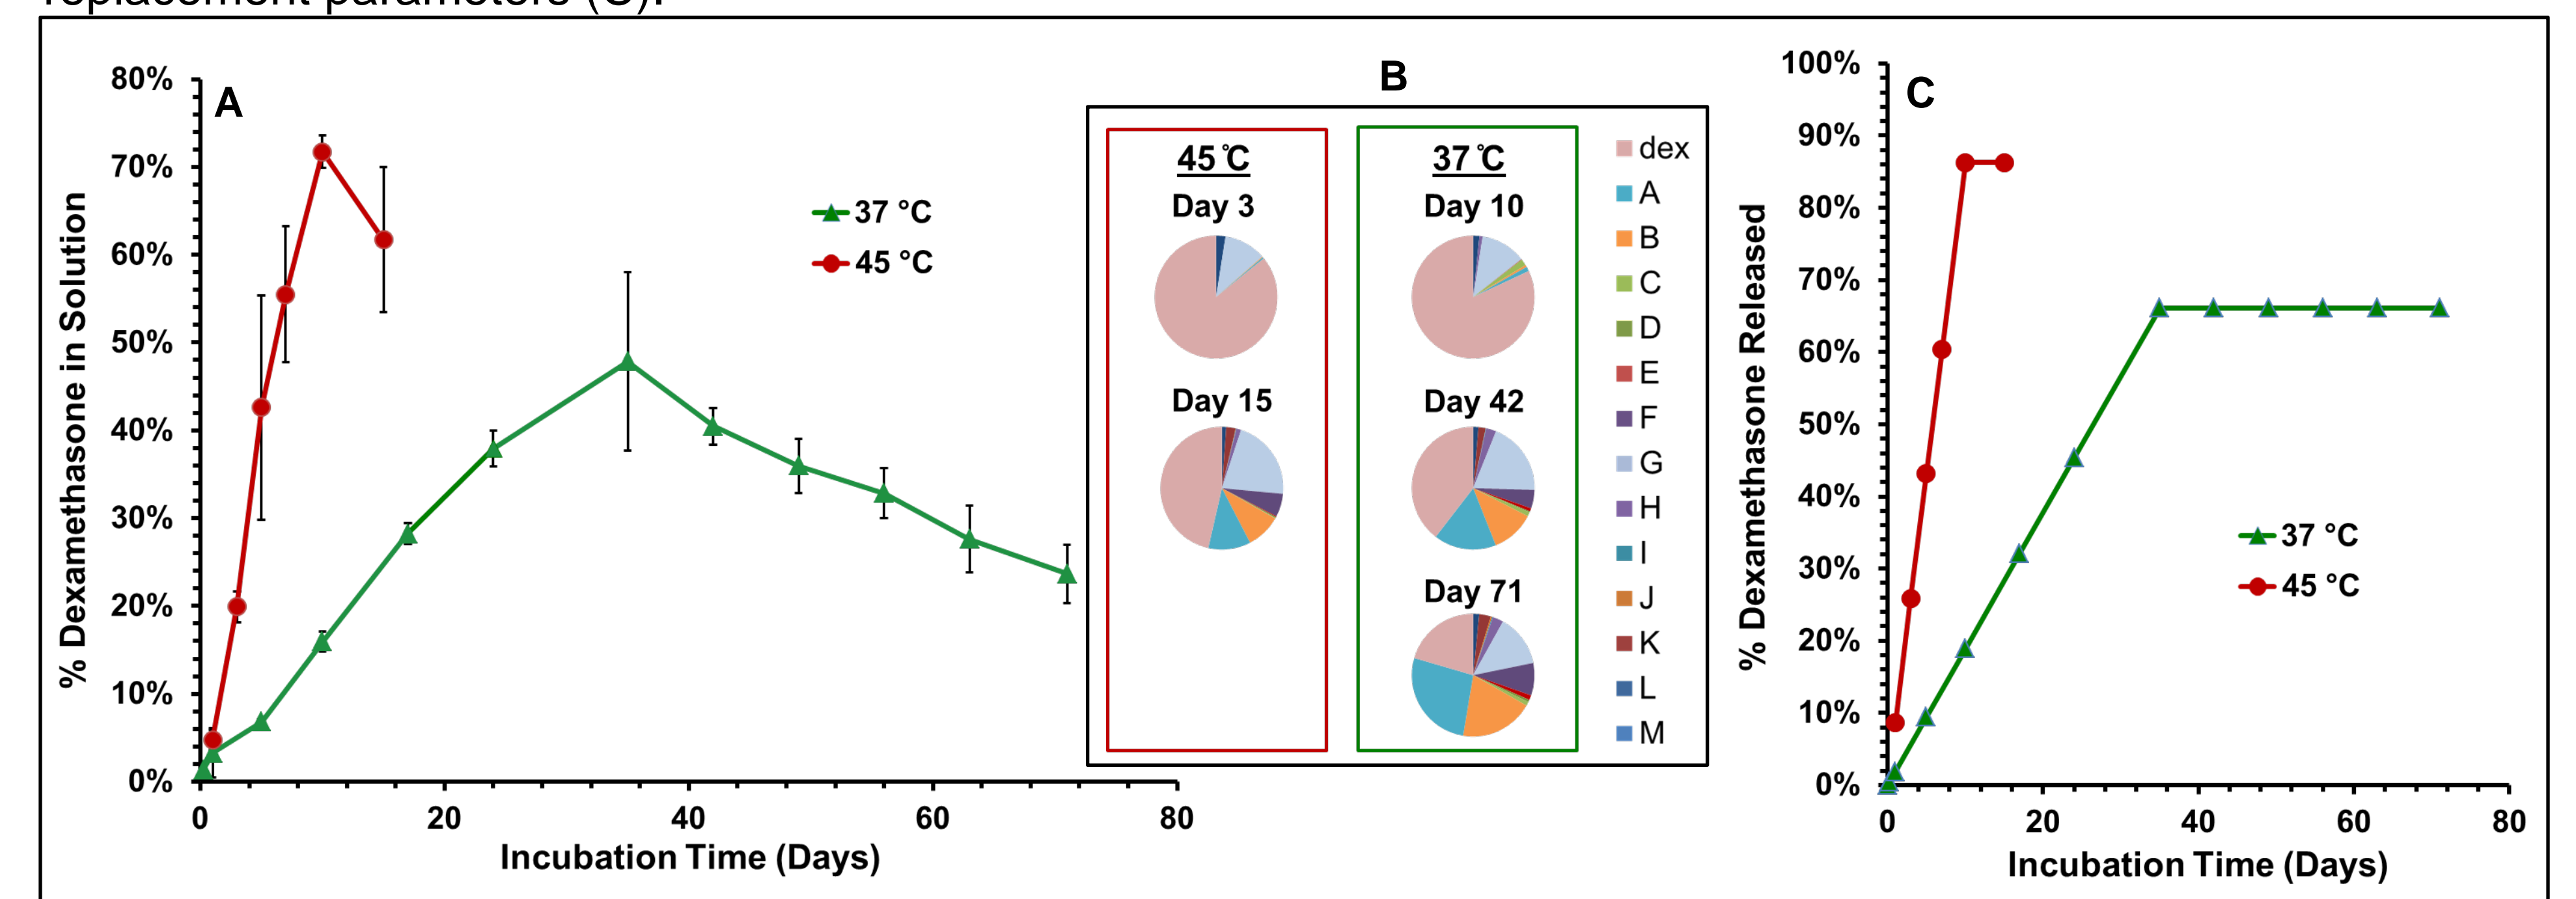 replacement parameters (C).
A
80%
70%
60%
50%
40%
30%
20%
10%
0%
% Dexamethasone in Solution
0 20 40 60 80
Incubation Time (Days)
37 °C
45 °C
B
45 °C
Day 3
Day 15
37 °C
Day 10
Day 42
Day 71
dex
A
B
C
D
E
F
G
H
I
J
K
L
M
C
100%
90%
80%
70%
60%
50%
40%
30%
20%
10%
0%
% Dexamethasone Released
37 °C
45 °C
0 20 40 60 80
Incubation Time (Days)